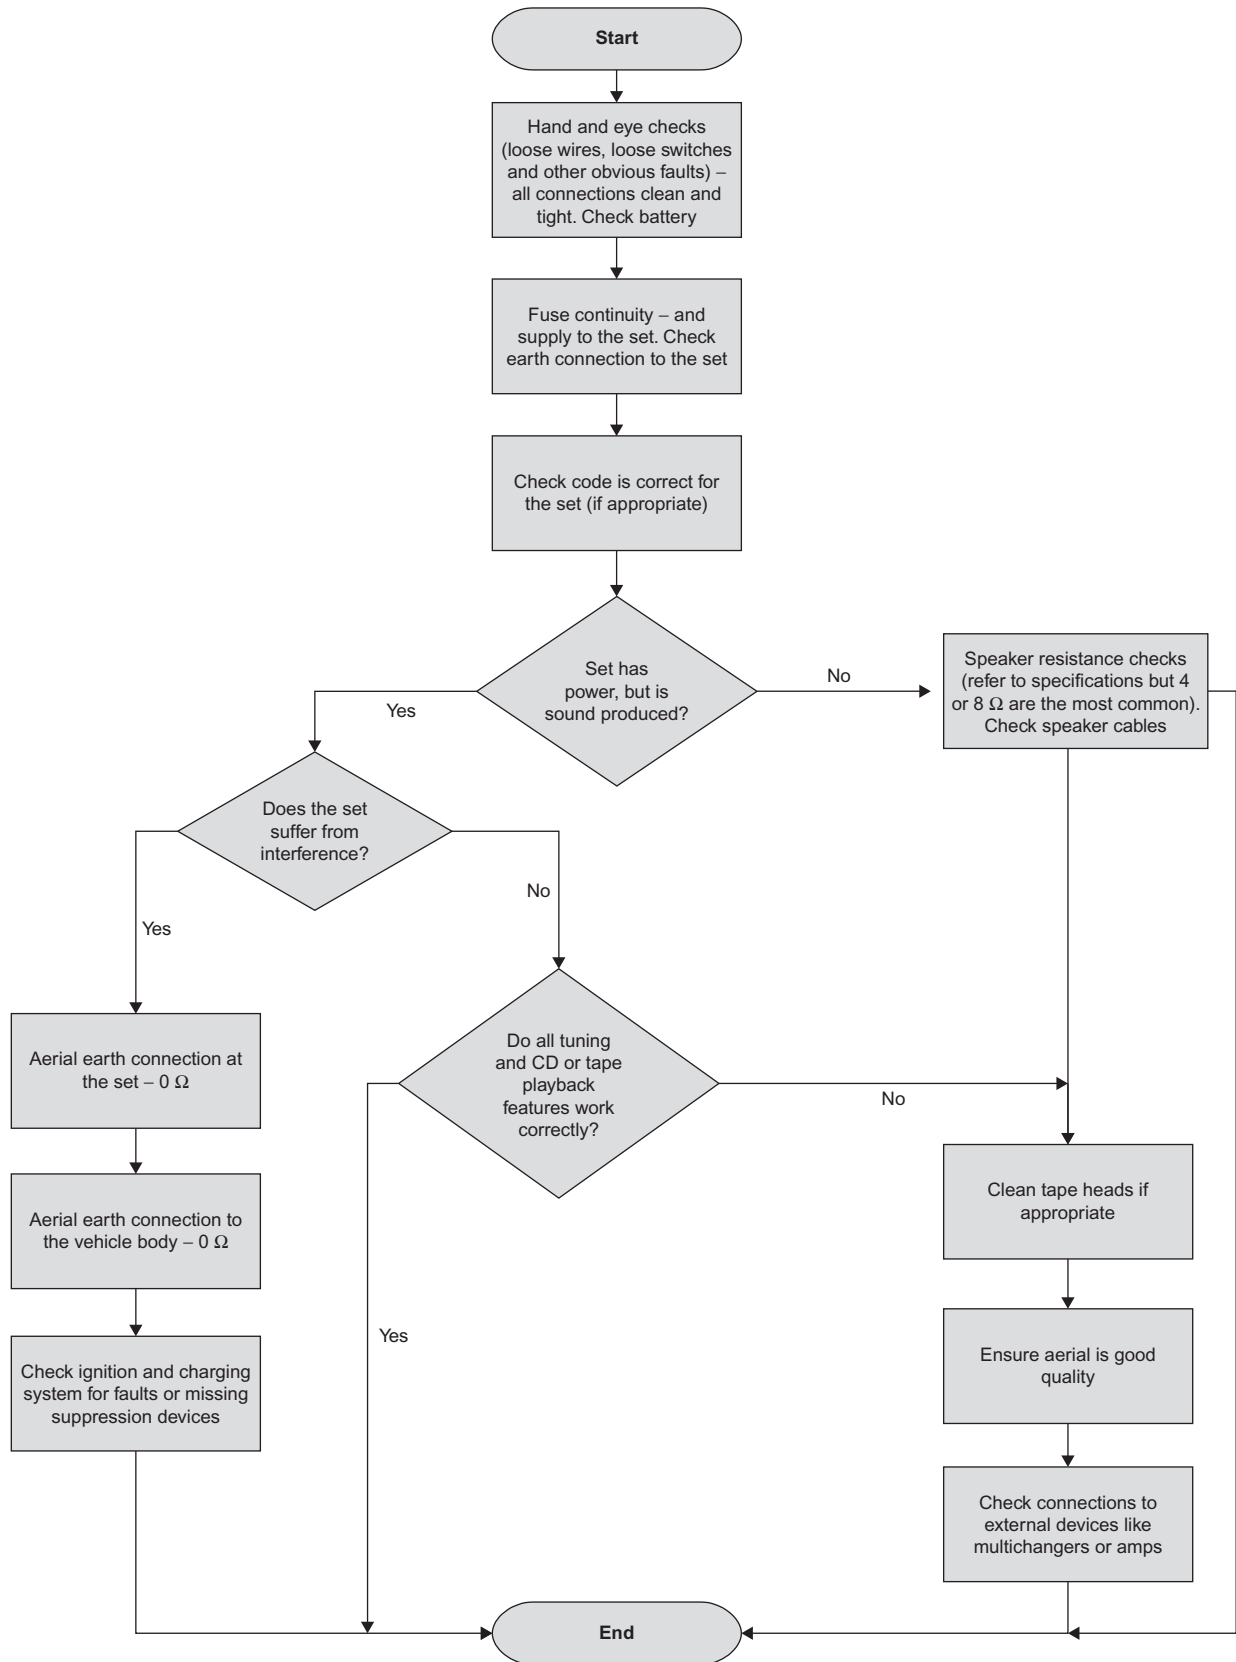 Start
Hand and eye checks
(loose wires, loose switches
and other obvious faults) –
all connections clean and
tight. Check battery
Fuse continuity – and
supply to the set. Check
earth connection to the set
Check code is correct for
the set (if appropriate)
Set has
power, but is
sound produced?
No
Speaker resistance checks
(refer to specifications but 4
or 8 Ω are the most common).
Check speaker cables
Yes
Does the set
suffer from
interference?
No
Yes
Aerial earth connection at
the set – 0 Ω
Aerial earth connection to
the vehicle body – 0 Ω
Check ignition and charging
system for faults or missing
suppression devices
Do all tuning
and CD or tape
playback
features work
correctly?
No
Yes
Clean tape heads if
appropriate
Ensure aerial is good
quality
Check connections to
external devices like
multichangers or amps
End